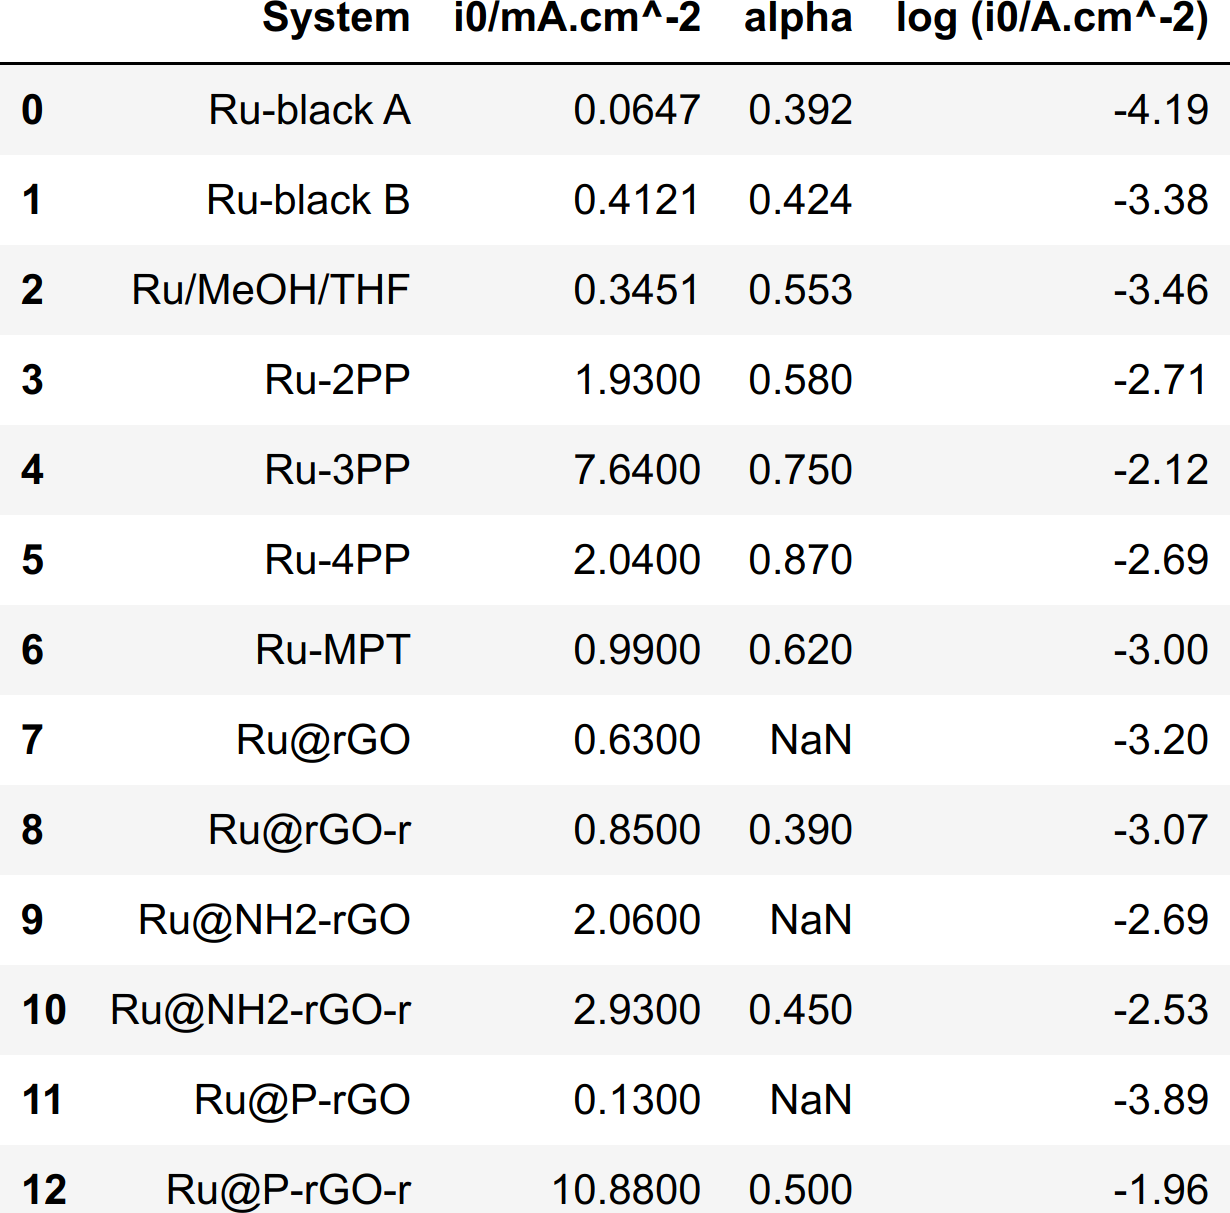 System i0/mA.cm^-2 alpha log (i0/A.cm^-2)
0 Ru-black A 0.0647 0.392 -4.19
1 Ru-black B 0.4121 0.424 -3.38
2 Ru/MeOH/THF 0.3451 0.553 -3.46
3 Ru-2PP 1.9300 0.580 -2.71
4 Ru-3PP 7.6400 0.750 -2.12
5 Ru-4PP 2.0400 0.870 -2.69
6 Ru-MPT 0.9900 0.620 -3.00
7 Ru@rGO 0.6300 NaN -3.20
8 Ru@rGO-r 0.8500 0.390 -3.07
9 Ru@NH2-rGO 2.0600 NaN -2.69
10 Ru@NH2-rGO-r 2.9300 0.450 -2.53
11 Ru@P-rGO 0.1300 NaN -3.89
12 Ru@P-rGO-r 10.8800 0.500 -1.96